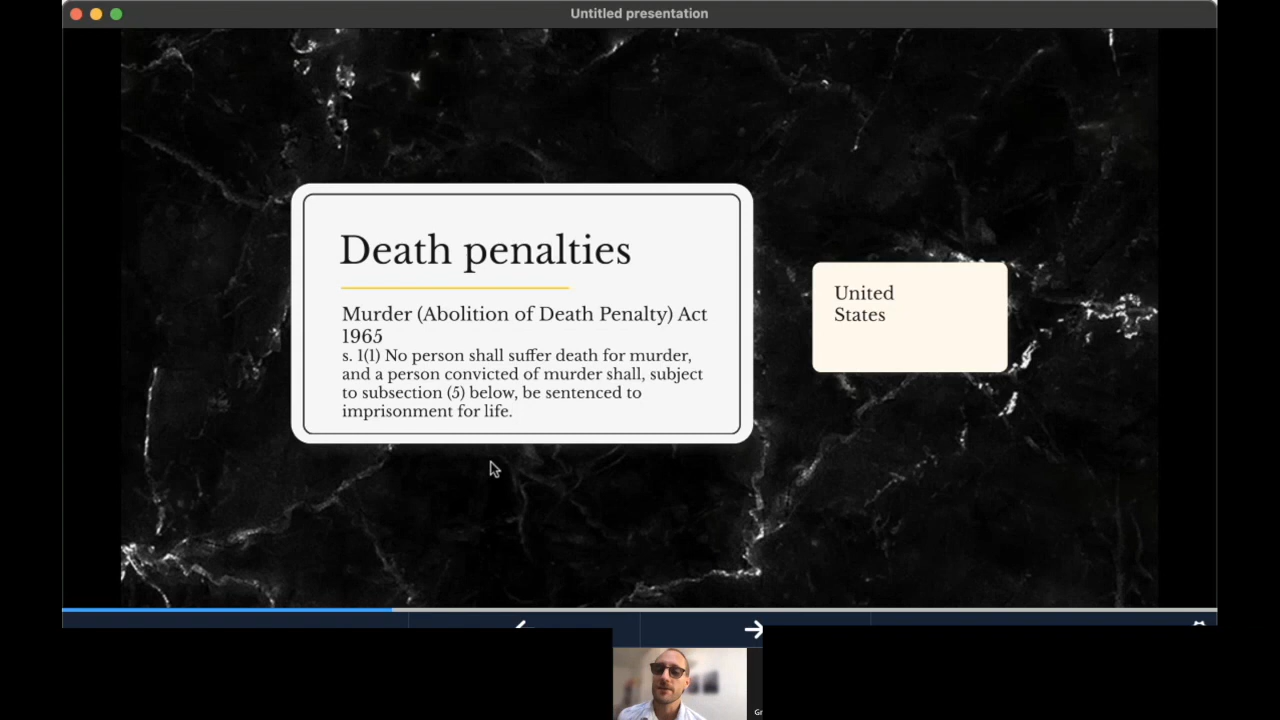 Untitled presentation
Death penalties
Murder (Abolition of Death Penalty) Act
1965
s. 1(1) No person shall suffer death for murder,
and a person convicted of murder shall, subject
to subsection (5) below, be sentenced to
imprisonment for life.
United
States